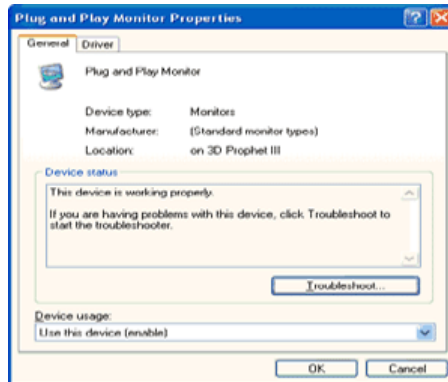 Plug and Play Monitor Properties
General Driver
Plug and Play Monitor
Device type: Monitors
Manufacturer: (Standard monitor types)
Location: on 3D Prophet III
Device status
This device is working properly.
If you are having problems with this device, click Troubleshoot to
start the troubleshooter.
Troubleshoot...
Device usage:
Use this device (enable)
OK Cancel